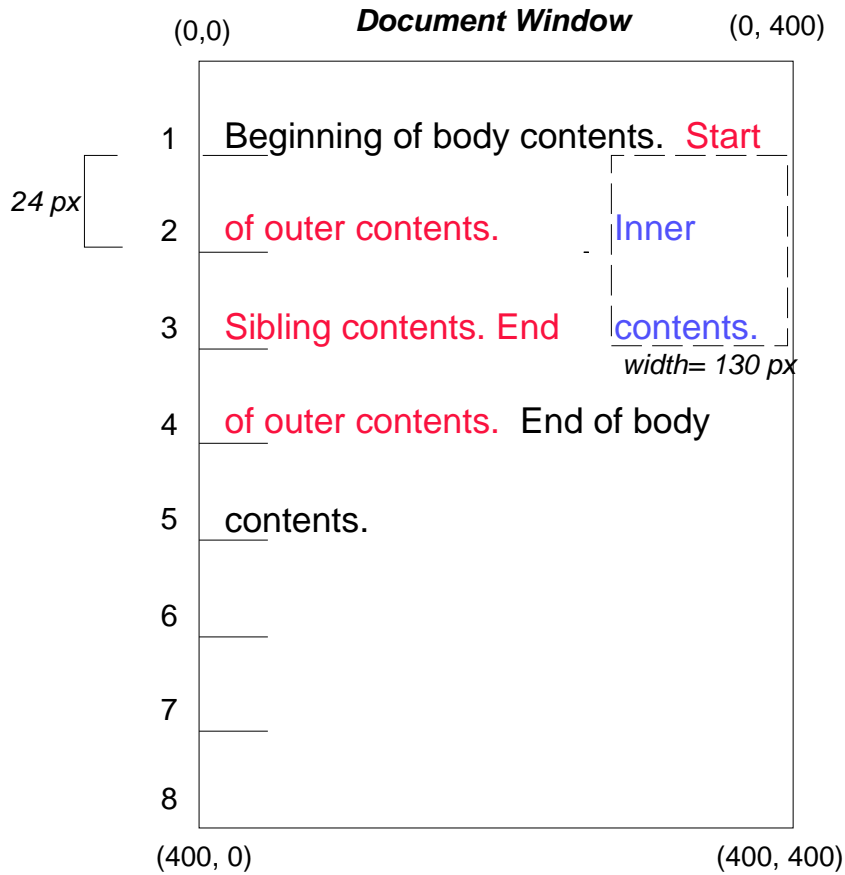 Document Window
(0,0) (0, 400)
1 Beginning of body contents. Start
24 px
2 of outer contents. - Inner
3 Sibling contents. End contents.
width= 130 px
4 of outer contents. End of body
5 contents.
6
7
8
(400, 0) (400, 400)